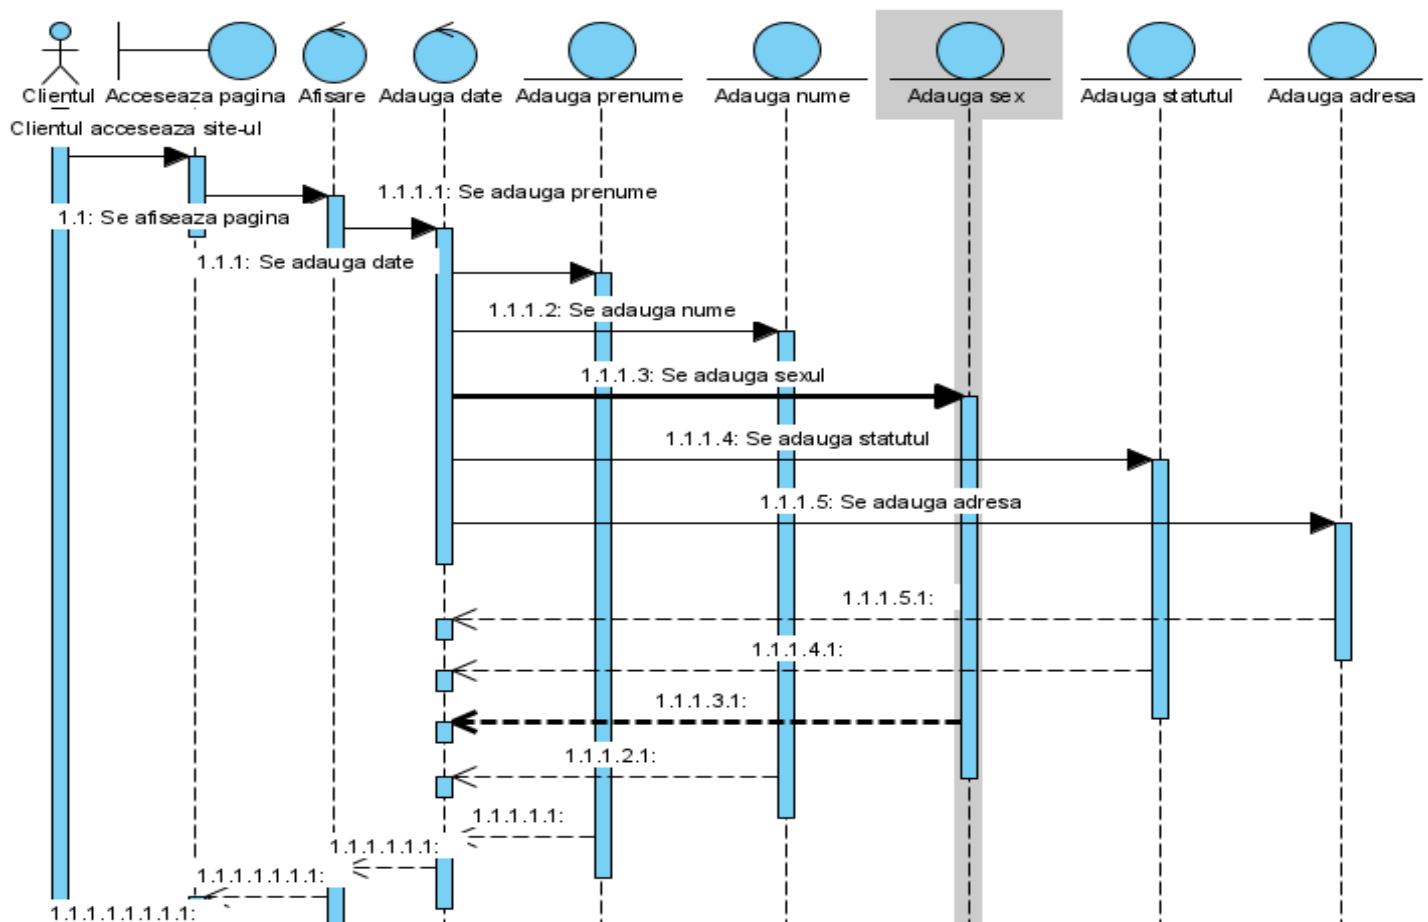 Clientul Acceseaza pagina Afisare Adauga date Adauga prenume Adauga nume Adauga sex Adauga statutul Adauga adresa
Clientul acceseaza site-ul
1.1.1.1: Se adauga prenume
1.1: Se afiseaza pagina
1.1.1: Se adauga date
1.1.1.2: Se adauga nume
1.1.1.3: Se adauga sexul
1.1.1.4: Se adauga statutul
1.1.1.5: Se adauga adresa
1.1.1.5.1:
1.1.1.4.1:
1.1.1.3.1:
1.1.1.2.1:
1.1.1.1.1:
1.1.1.1.1.1:
1.1.1.1.1.1.1:
1.1.1.1.1.1.1.1: